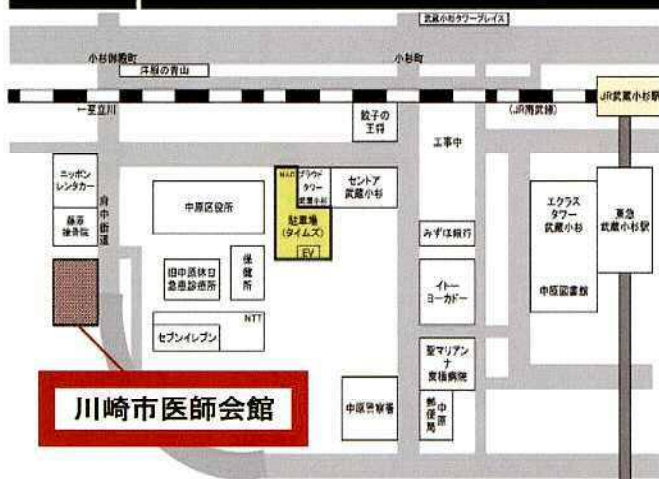 武蔵小杉タワープレイス
小杉御殿町
小杉町
洋服の青山
JR武蔵小杉駅
←至立川
(JR南武線)
餃子の
王将
工事中
ニッポン
レンタカー
府中街道
藤原
接骨院
中原区役所
プラウド
タワー
武蔵小杉
駐車場
(タイムズ)
EV
セントア
武蔵小杉
みずほ銀行
エクラス
タワー
武蔵小杉
中原図書館
東急
武蔵小杉駅
旧中原休日
急患診療所
保健所
イトー
ヨーカドー
NTT
セブンイレブン
聖マリアン
ナ
東横病院
川崎市医師会館
中原警察署
中原
郵便局